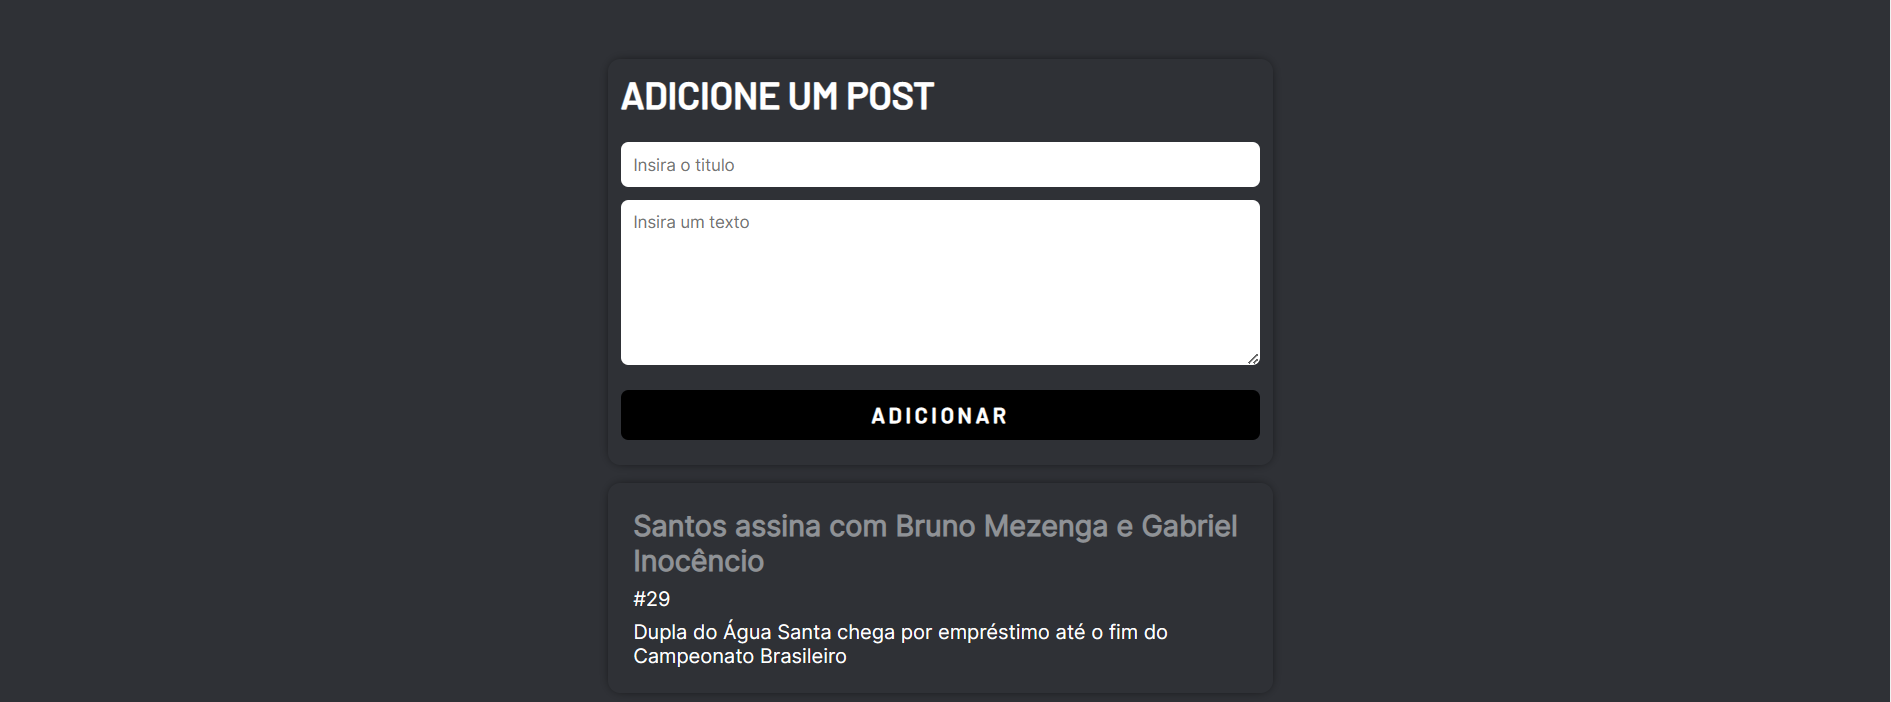 ADICIONE UM POST
Insira o titulo
Insira um texto
ADICIONAR
Santos assina com Bruno Mezenga e Gabriel
Inocêncio
#29
Dupla do Água Santa chega por empréstimo até o fim do
Campeonato Brasileiro